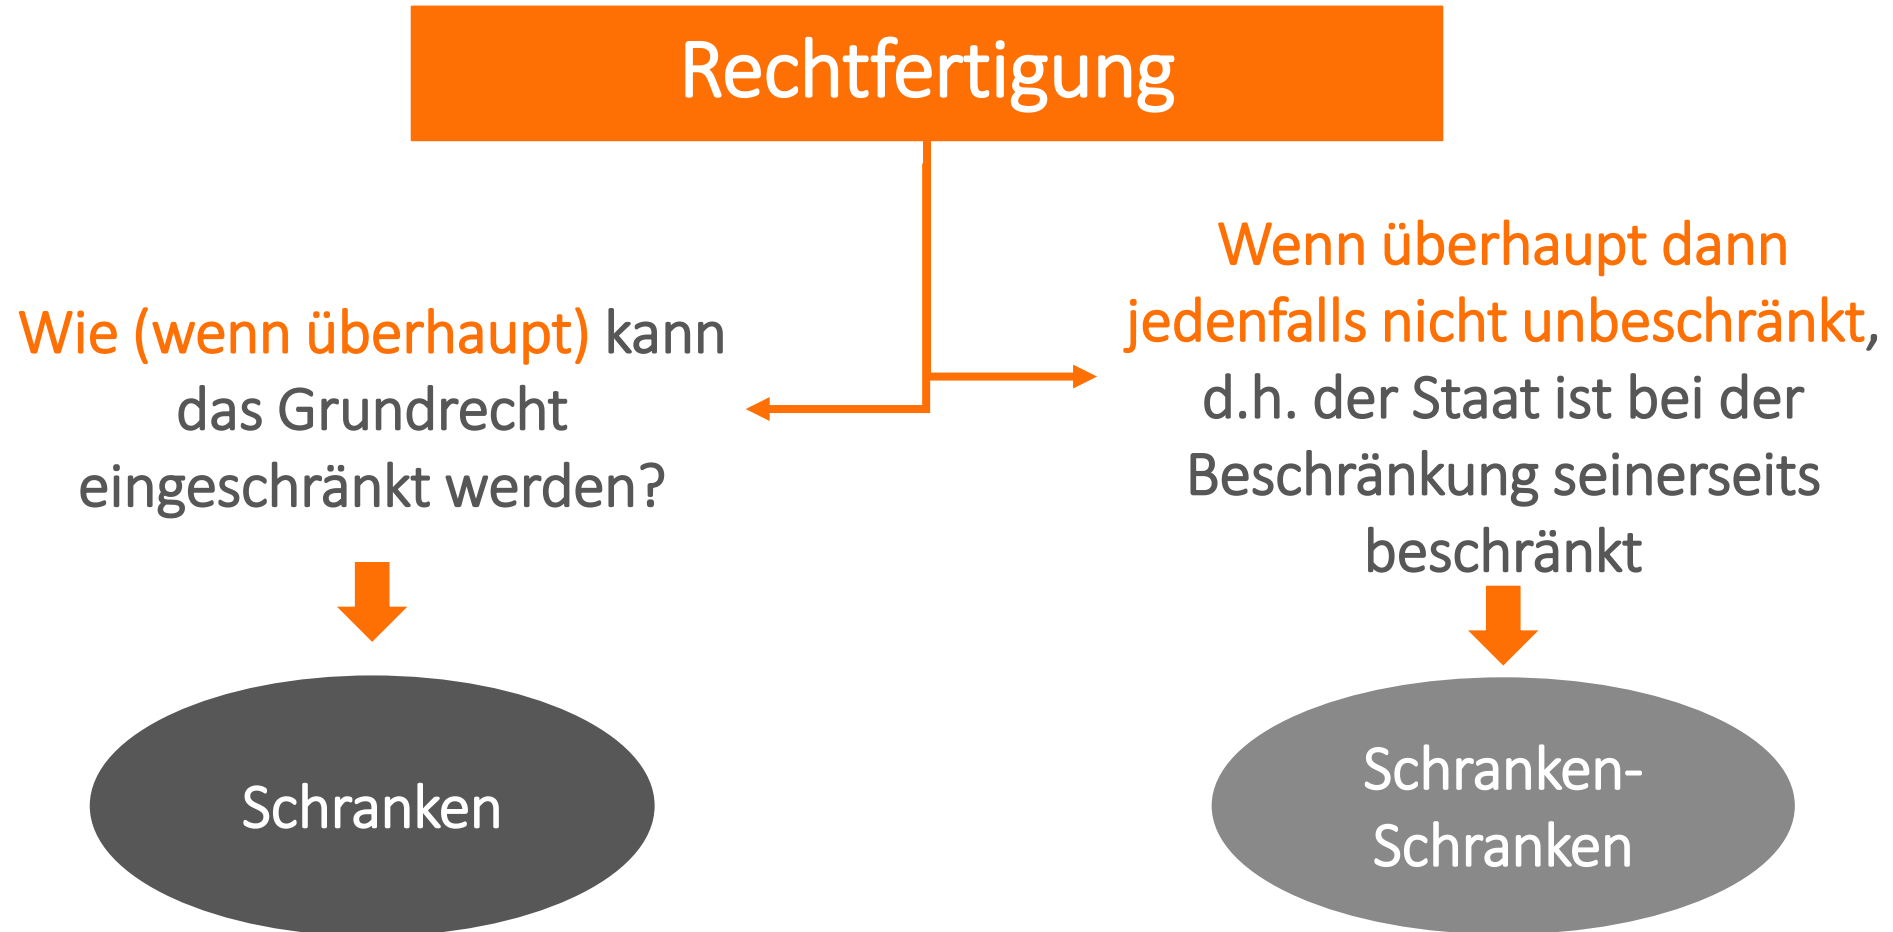 Rechtfertigung
Wie (wenn überhaupt) kann
das Grundrecht
eingeschränkt werden?
Schranken
Wenn überhaupt dann
jedenfalls nicht unbeschränkt,
d.h. der Staat ist bei der
Beschränkung seinerseits
beschränkt
Schranken-
Schranken